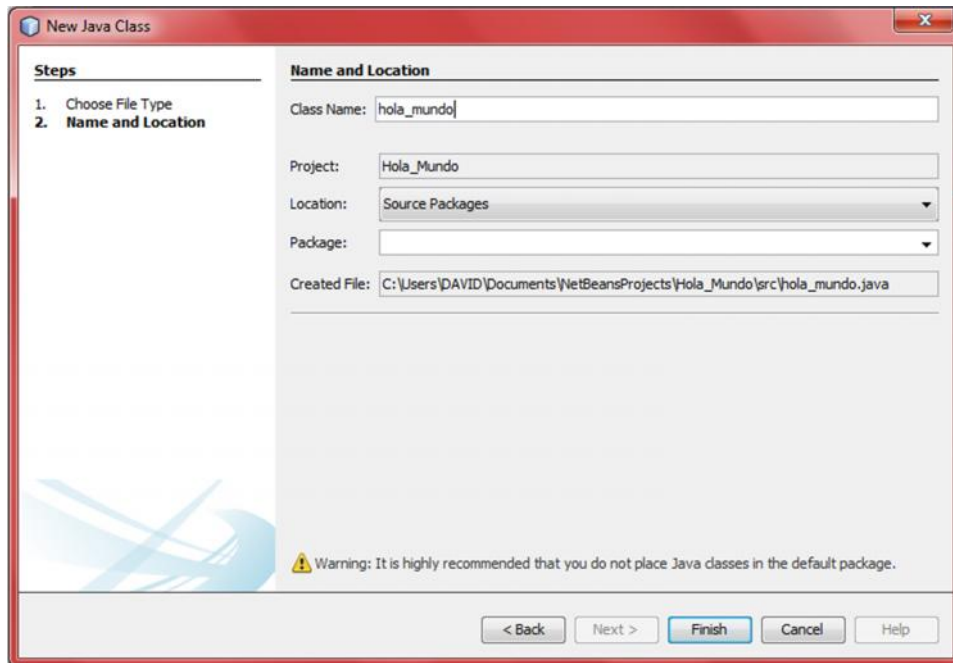 New Java Class
Steps
1. Choose File Type
2. Name and Location
Name and Location
Class Name: hola_mundo
Project: Hola_Mundo
Location: Source Packages
Package:
Created File: C:\Users\DAVID\Documents\NetBeansProjects\Hola_Mundo\src\hola_mundo.java
Warning: It is highly recommended that you do not place Java classes in the default package.
< Back Next > Finish Cancel Help